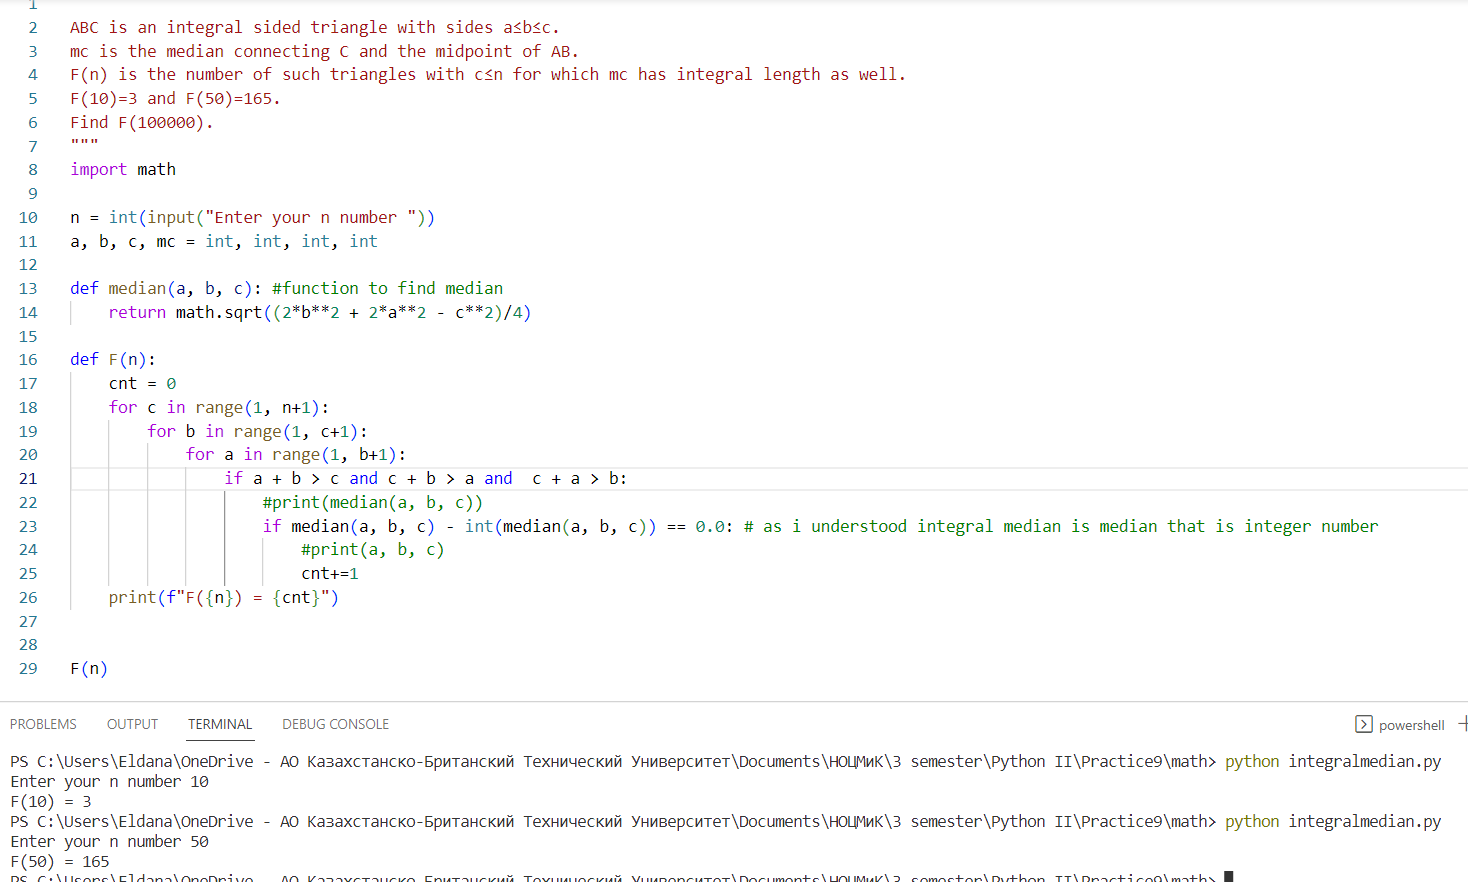 1
2 ABC is an integral sided triangle with sides a≤b≤c.
3 mc is the median connecting C and the midpoint of AB.
4 F(n) is the number of such triangles with c≤n for which mc has integral length as well.
5 F(10)=3 and F(50)=165.
6 Find F(100000).
7 """
8 import math
9
10 n = int(input("Enter your n number "))
11 a, b, c, mc = int, int, int, int
12
13 def median(a, b, c): #function to find median
14     return math.sqrt((2*b**2 + 2*a**2 - c**2)/4)
15
16 def F(n):
17     cnt = 0
18     for c in range(1, n+1):
19         for b in range(1, c+1):
20             for a in range(1, b+1):
21                 if a + b > c and c + b > a and  c + a > b:
22                     #print(median(a, b, c))
23                     if median(a, b, c) - int(median(a, b, c)) == 0.0: # as i understood integral median is median that is integer number
24                         #print(a, b, c)
25                         cnt+=1
26     print(f"F({n}) = {cnt}")
27
28
29 F(n)
PROBLEMS OUTPUT TERMINAL DEBUG CONSOLE powershell
PS C:\Users\Eldana\OneDrive - АО Казахстанско-Британский Технический Университет\Documents\НОЦМиК\3 semester\Python II\Practice9\math> python integralmedian.py
Enter your n number 10
F(10) = 3
PS C:\Users\Eldana\OneDrive - АО Казахстанско-Британский Технический Университет\Documents\НОЦМиК\3 semester\Python II\Practice9\math> python integralmedian.py
Enter your n number 50
F(50) = 165
PS C:\Users\Eldana\OneDrive - АО Казахстанско-Британский Технический Университет\Documents\НОЦМиК\3 semester\Python II\Practice9\math>